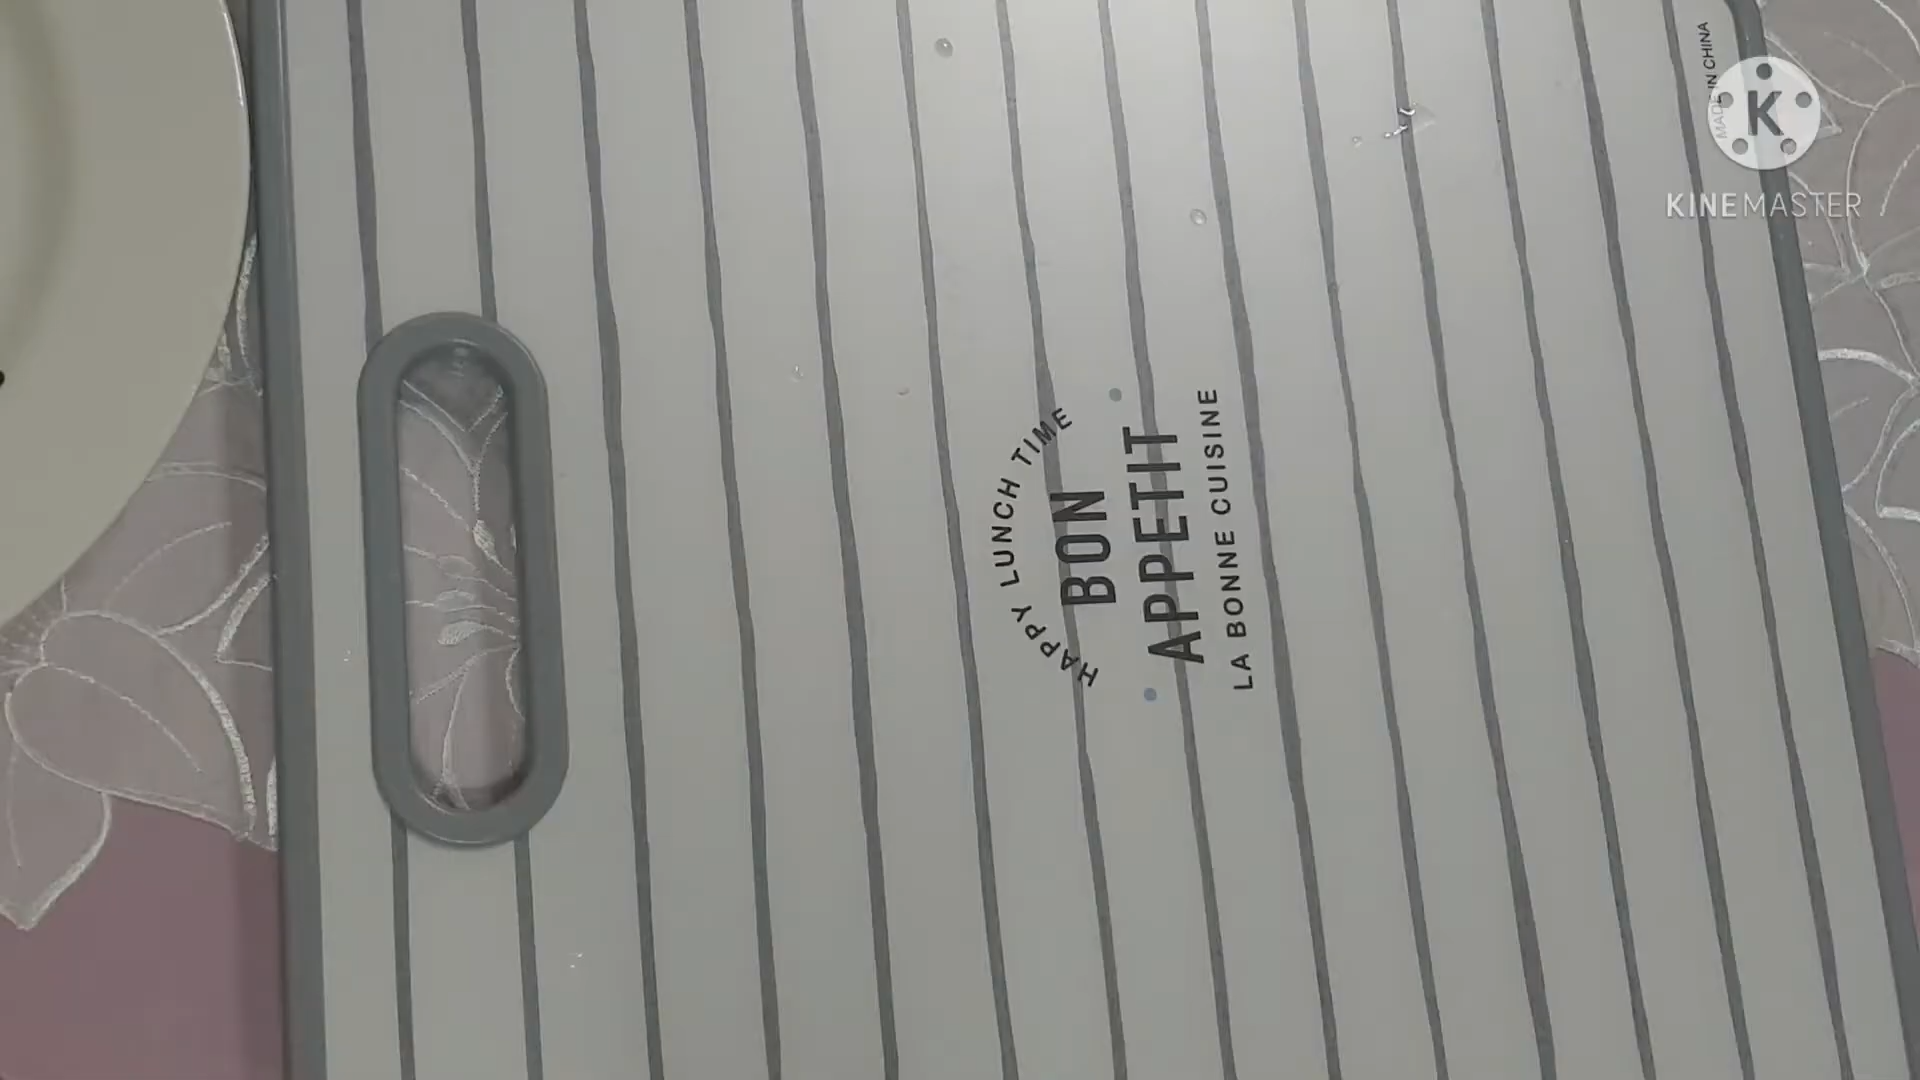 HAPPY LUNCH TIME
BON
APPETIT
LA BONNE CUISINE
MADE IN CHINA
K
KINEMASTER